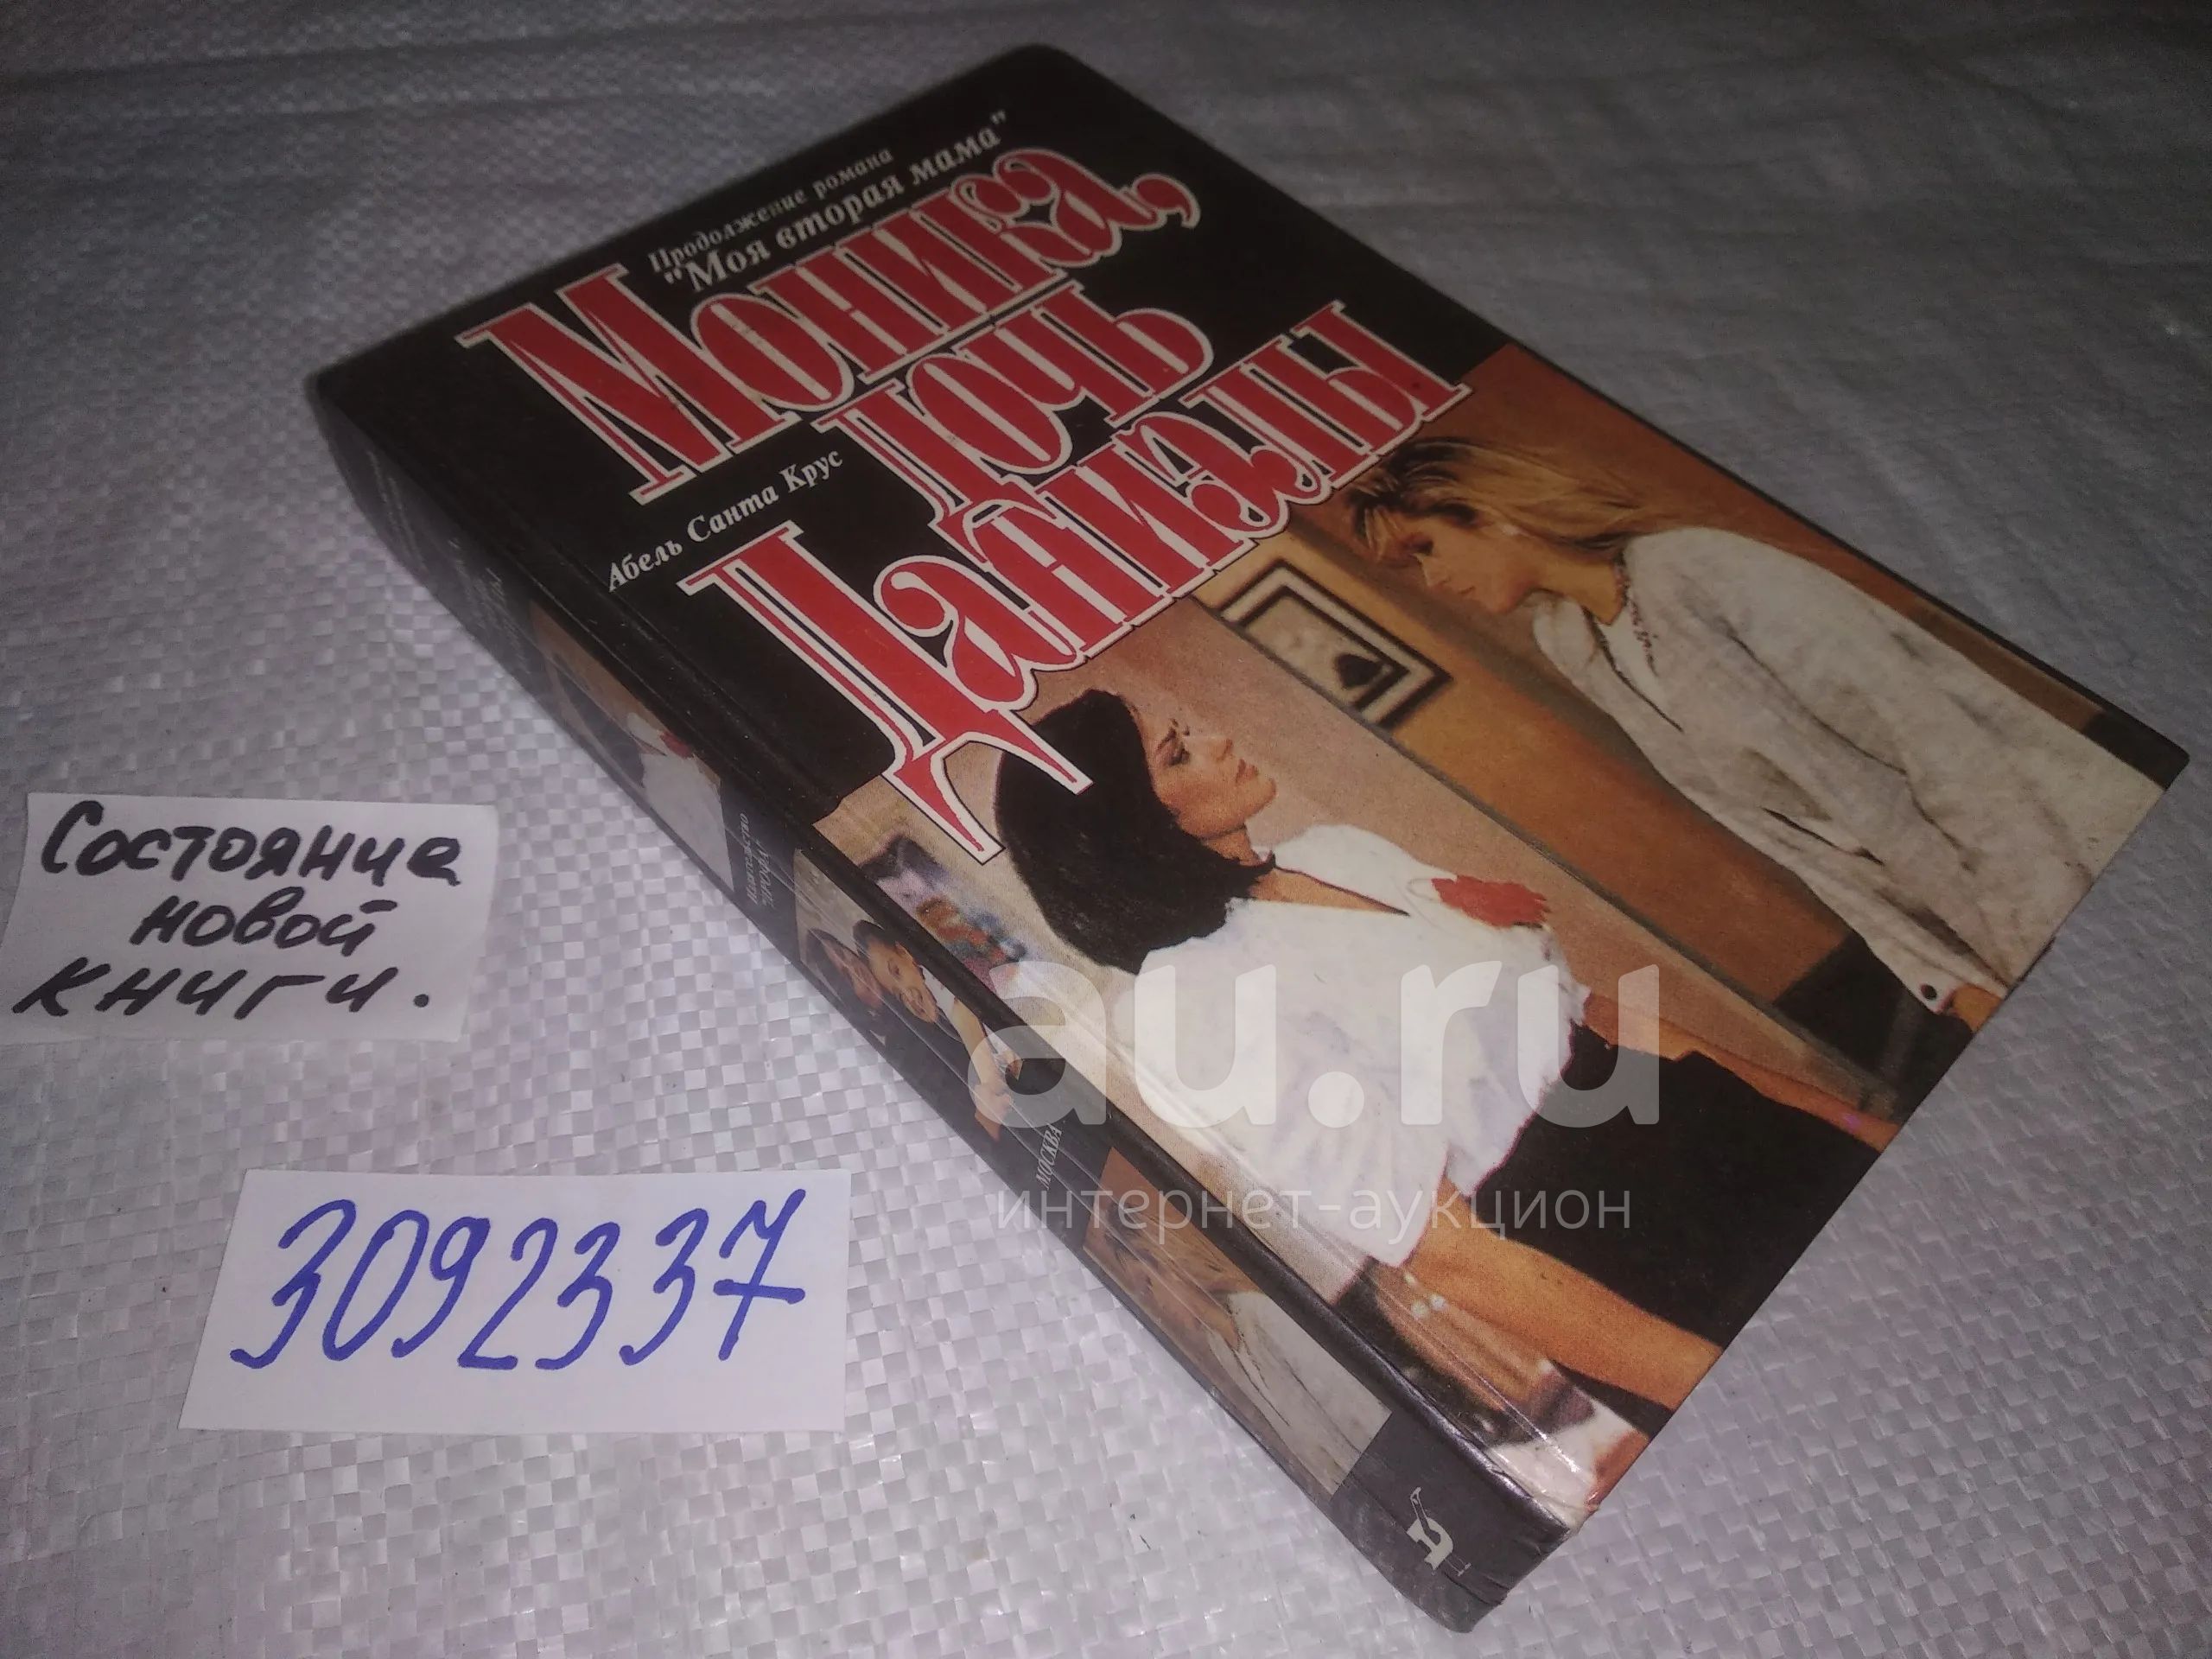 Продолжение романа
"Моя вторая мама"
Моника,
дочь
Даниэлы
Абель Санта Крус
Издательство
МОСКВА
Состояние
новой
книги.
3092337
au.ru
интернет-аукцион